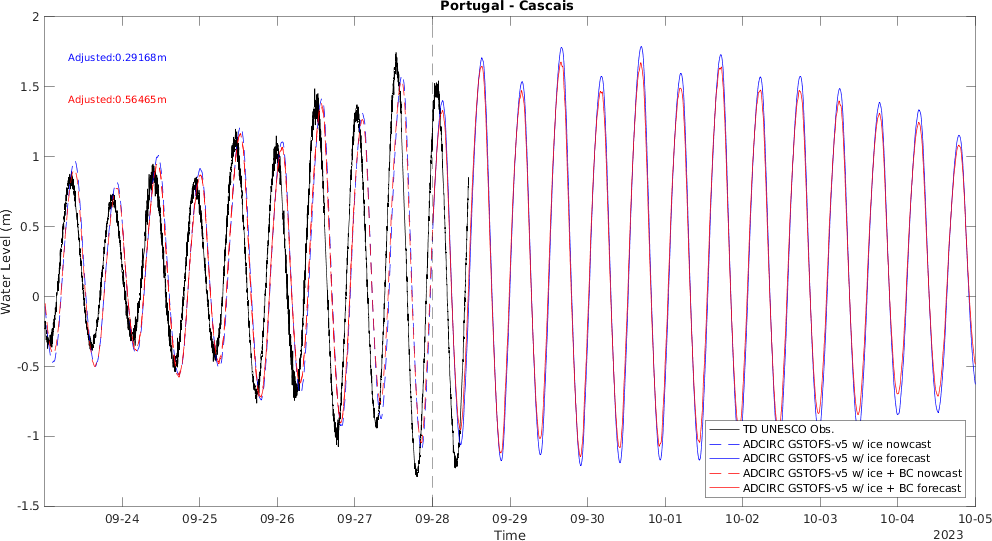 Portugal - Cascais
Adjusted:0.29168m
Adjusted:0.56465m
Water Level (m)
2
1.5
1
0.5
0
-0.5
-1
-1.5
TD UNESCO Obs.
ADCIRC GSTOFS-v5 w/ ice nowcast
ADCIRC GSTOFS-v5 w/ ice forecast
ADCIRC GSTOFS-v5 w/ ice + BC nowcast
ADCIRC GSTOFS-v5 w/ ice + BC forecast
09-24 09-25 09-26 09-27 09-28 09-29 09-30 10-01 10-02 10-03 10-04 10-05
Time
2023